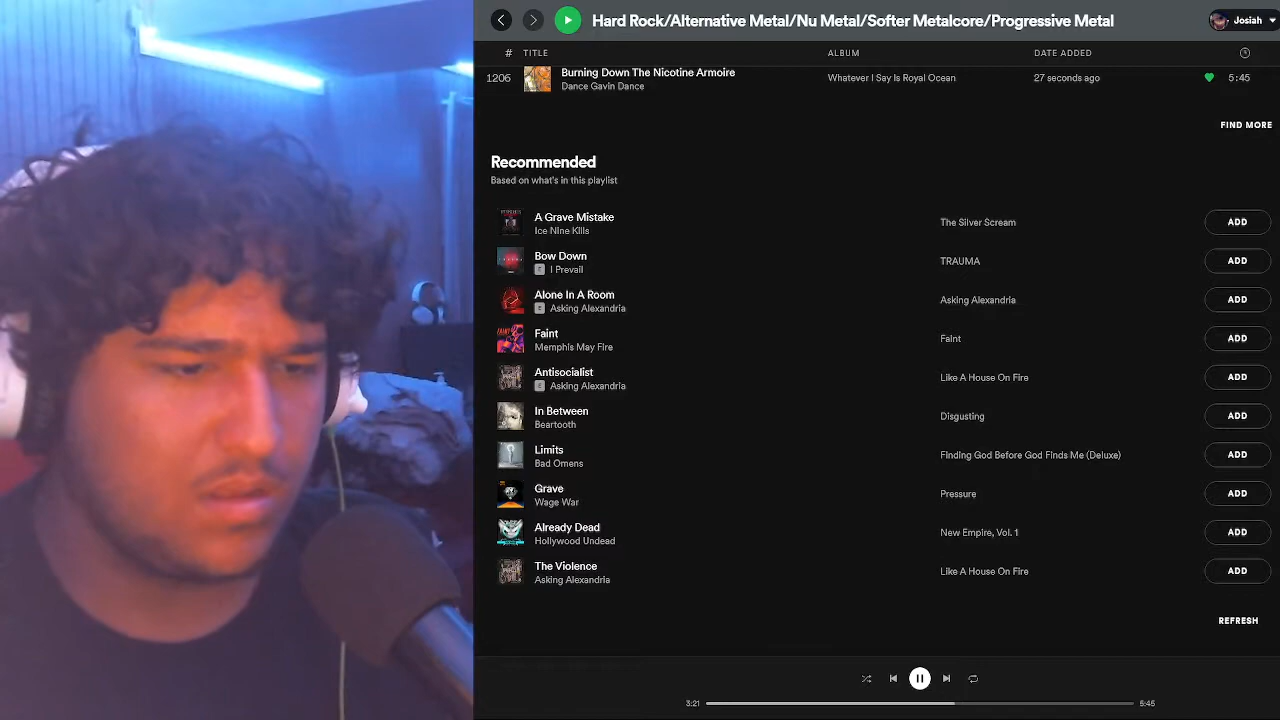 Hard Rock/Alternative Metal/Nu Metal/Softer Metalcore/Progressive Metal
Josiah
# TITLE ALBUM DATE ADDED
1206 Burning Down The Nicotine Armoire Whatever I Say Is Royal Ocean 27 seconds ago 5:45
Dance Gavin Dance
FIND MORE
Recommended
Based on what's in this playlist
A Grave Mistake The Silver Scream ADD
Ice Nine Kills
Bow Down TRAUMA ADD
E I Prevail
Alone In A Room Asking Alexandria ADD
E Asking Alexandria
Faint Faint ADD
Memphis May Fire
Antisocialist Like A House On Fire ADD
E Asking Alexandria
In Between Disgusting ADD
Beartooth
Limits Finding God Before God Finds Me (Deluxe) ADD
Bad Omens
Grave Pressure ADD
Wage War
Already Dead New Empire, Vol. 1 ADD
Hollywood Undead
The Violence Like A House On Fire ADD
Asking Alexandria
REFRESH
3:21 5:45